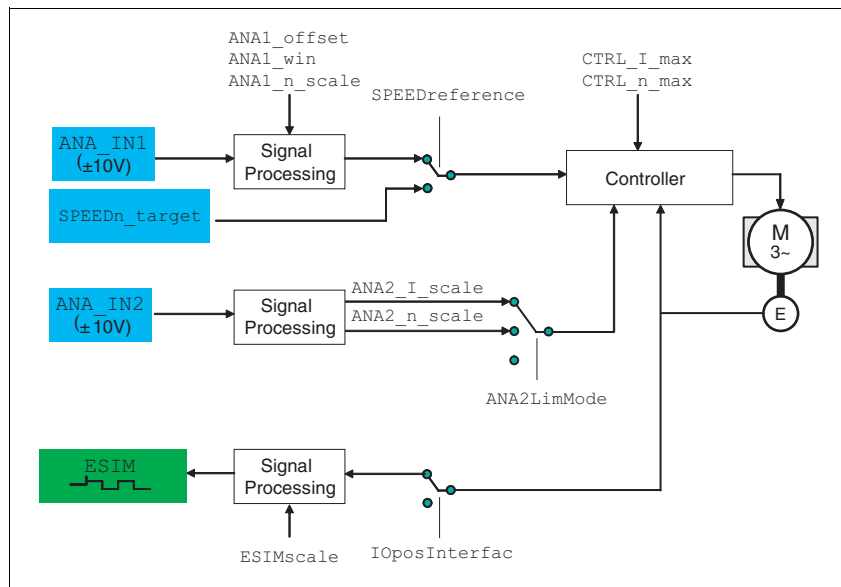 ANA1_offset
ANA1_win
ANA1_n_scale
CTRL_I_max
CTRL_n_max
SPEEDreference
ANA_IN1
(±10V)
Signal
Processing
Controller
SPEEDn_target
M
3~
ANA_IN2
(±10V)
Signal
Processing
ANA2_I_scale
ANA2_n_scale
E
ANA2LimMode
ESIM
Signal
Processing
ESIMscale
IOposInterfac